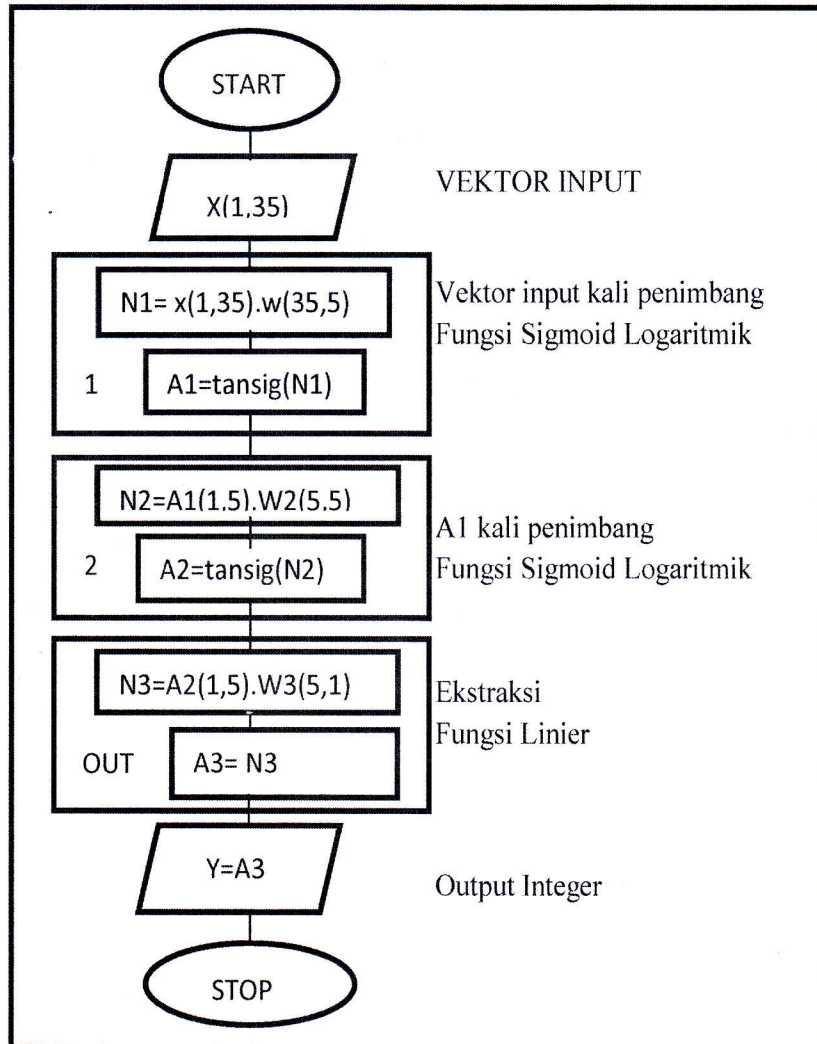 START
X(1,35)
VEKTOR INPUT
N1= x(1,35).w(35,5)
Vektor input kali penimbang
Fungsi Sigmoid Logaritmik
1
A1=tansig(N1)
N2=A1(1,5).W2(5,5)
A1 kali penimbang
2
A2=tansig(N2)
Fungsi Sigmoid Logaritmik
N3=A2(1,5).W3(5,1)
Ekstraksi
Fungsi Linier
OUT
A3= N3
Y=A3
Output Integer
STOP